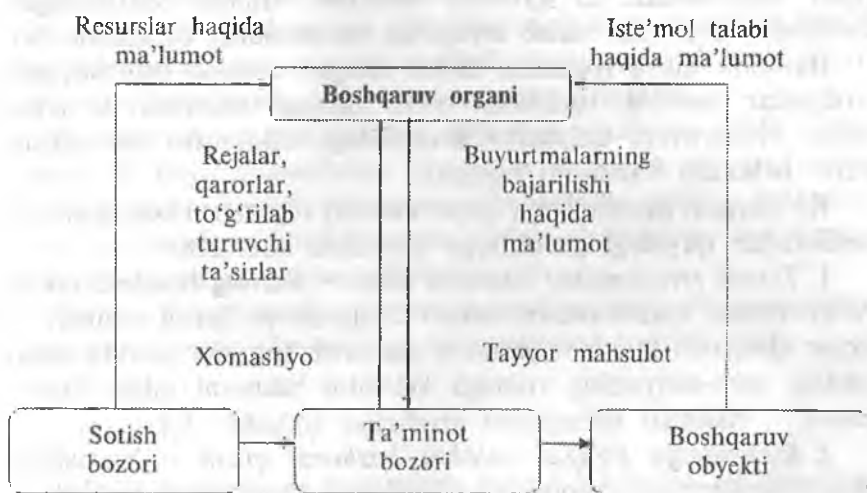 Resurslar haqida
ma’lumot
Iste’mol talabi
haqida ma’lumot
Boshqaruv organi
Rejalar,
qarorlar,
to‘g‘rilab
turuvchi
ta’sirlar
Buyurtmalarning
bajarilishi
haqida
ma’lumot
Xomashyo
Tayyor mahsulot
Sotish
bozori
Ta’minot
bozori
Boshqaruv
obyekti